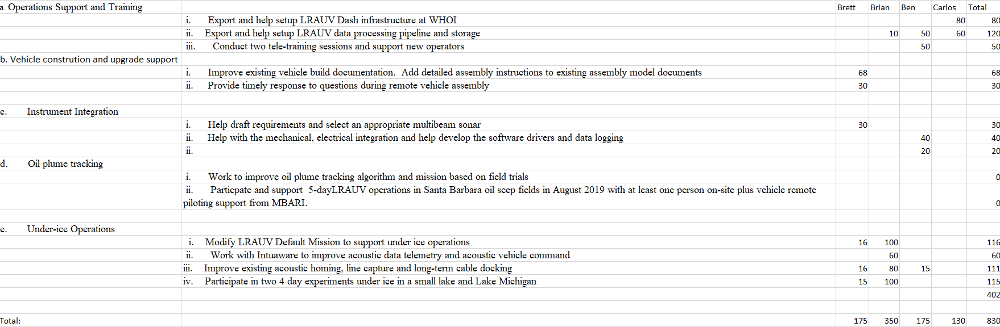 a. Operations Support and Training Brett Brian Ben Carlos Total
i. Export and help setup LRAUV Dash infrastructure at WHOI 80 80
ii. Export and help setup LRAUV data processing pipeline and storage 10 50 60 120
iii. Conduct two tele-training sessions and support new operators 50 50
b. Vehicle constrution and upgrade support
i. Improve existing vehicle build documentation. Add detailed assembly instructions to existing assembly model documents 68 68
ii. Provide timely response to questions during remote vehicle assembly 30 30
c. Instrument Integration
i. Help draft requirements and select an appropriate multibeam sonar 30 30
ii. Help with the mechanical, electrical integration and help develop the software drivers and data logging 40 40
ii. 20 20
d. Oil plume tracking
i. Work to improve oil plume tracking algorithm and mission based on field trials 0
ii. Particpate and support 5-dayLRAUV operations in Santa Barbara oil seep fields in August 2019 with at least one person on-site plus vehicle remote
piloting support from MBARI. 0
e. Under-ice Operations
i. Modify LRAUV Default Mission to support under ice operations 16 100 116
ii. Work with Intuaware to improve acoustic data telemetry and acoustic vehicle command 60 60
iii. Improve existing acoustic homing, line capture and long-term cable docking 16 80 15 111
iv. Participate in two 4 day experiments under ice in a small lake and Lake Michigan 15 100 115
402
Total: 175 350 175 130 830